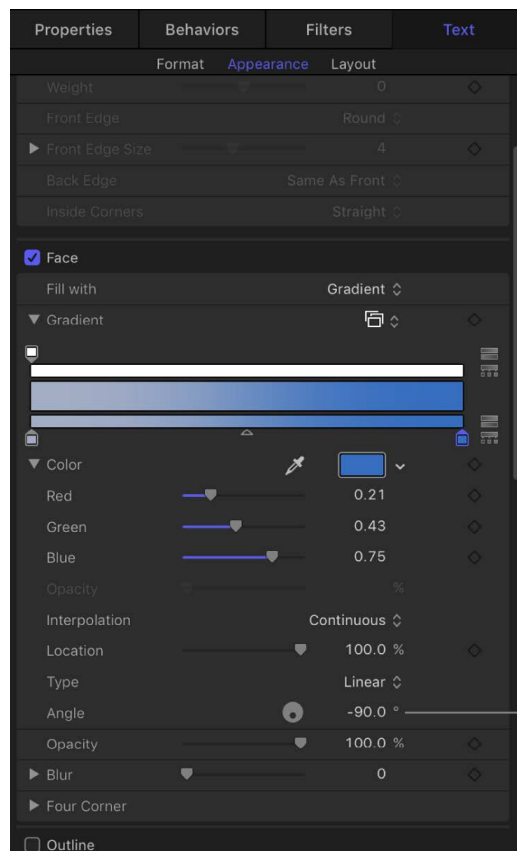 Properties Behaviors Filters Text
Format Appearance Layout
Weight 0
Front Edge Round
Front Edge Size 4
Back Edge Same As Front
Inside Corners Straight
Face
Fill with Gradient
Gradient
Color
Red 0.21
Green 0.43
Blue 0.75
Opacity %
Interpolation Continuous
Location 100.0 %
Type Linear
Angle -90.0 °
Opacity 100.0 %
Blur 0
Four Corner
Outline